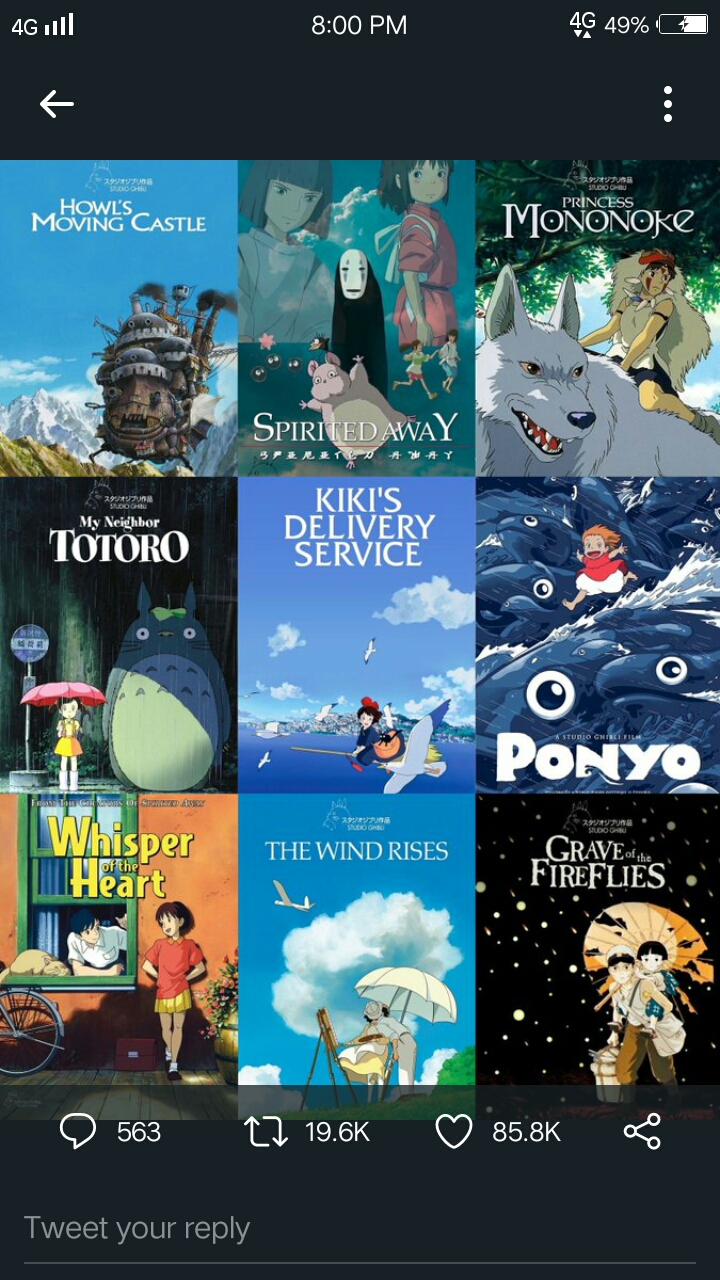 4G 8:00 PM 4G 49%
スタジオジブリ作品
STUDIO GHIBLI
HOWL'S
MOVING CASTLE
SPIRITED AWAY
スタジオジブリ作品
STUDIO GHIBLI
PRINCESS
MONONOKE
スタジオジブリ作品
STUDIO GHIBLI
My Neighbor
TOTORO
KIKI'S
DELIVERY
SERVICE
A STUDIO GHIBLI FILM
PONYO
FROM THE CREATORS OF SPIRITED AWAY
Whisper
of the
Heart
スタジオジブリ作品
STUDIO GHIBLI
THE WIND RISES
スタジオジブリ作品
STUDIO GHIBLI
GRAVE of the
FIREFLIES
563 19.6K 85.8K
Tweet your reply